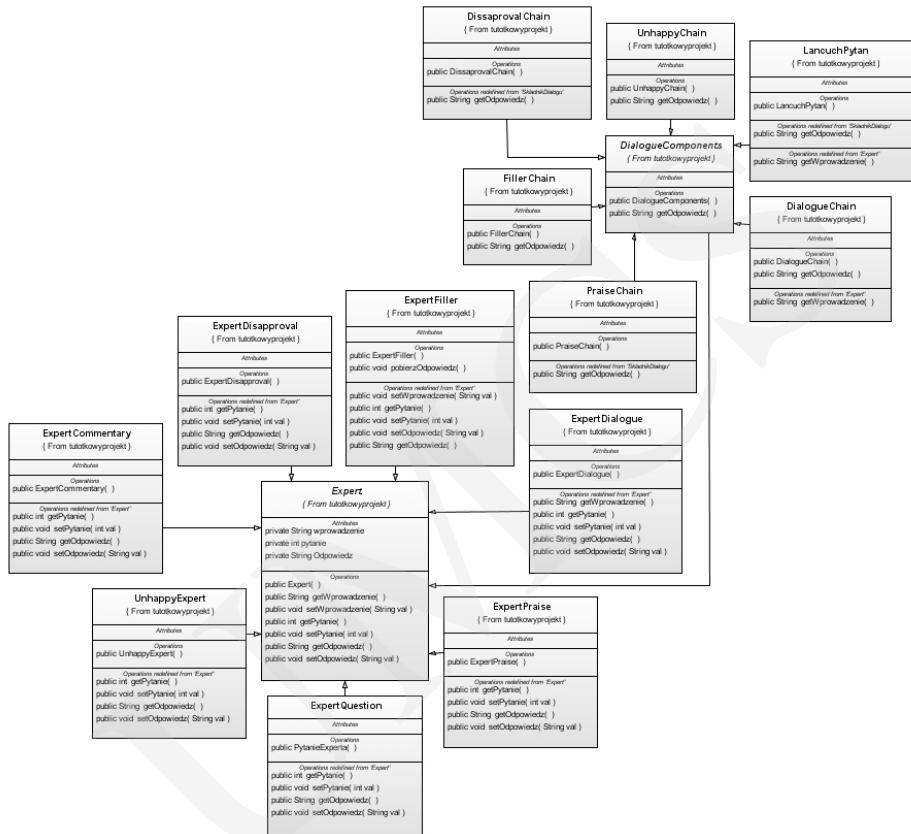 DissaprovalChain
{ From tutotkowyprojekt }
Attributes
Operations
public DissaprovalChain( )
Operations redefined from 'SkladnikDialogu'
public String getOdpowiedz( )
UnhappyChain
{ From tutotkowyprojekt }
Attributes
Operations
public UnhappyChain( )
public String getOdpowiedz( )
LancuchPytan
{ From tutotkowyprojekt }
Attributes
Operations
public LancuchPytan( )
Operations redefined from 'SkladnikDialogu'
public String getOdpowiedz( )
Operations redefined from 'Expert'
public String getWprowadzenie( )
DialogueComponents
{ From tutotkowyprojekt }
Attributes
Operations
public DialogueComponents( )
public String getOdpowiedz( )
FillerChain
{ From tutotkowyprojekt }
Attributes
Operations
public FillerChain( )
public String getOdpowiedz( )
DialogueChain
{ From tutotkowyprojekt }
Attributes
Operations
public DialogueChain( )
public String getOdpowiedz( )
Operations redefined from 'Expert'
public String getWprowadzenie( )
PraiseChain
{ From tutotkowyprojekt }
Attributes
Operations
public PraiseChain( )
Operations redefined from 'SkladnikDialogu'
public String getOdpowiedz( )
ExpertFiller
{ From tutotkowyprojekt }
Attributes
Operations
public ExpertFiller( )
public void pobierzOdpowiedz( )
Operations redefined from 'Expert'
public void setWprowadzenie( String val )
public int getPytanie( )
public void setPytanie( int val )
public void setOdpowiedz( String val )
public String getOdpowiedz( )
ExpertDisapproval
{ From tutotkowyprojekt }
Attributes
Operations
public ExpertDisapproval( )
Operations redefined from 'Expert'
public int getPytanie( )
public void setPytanie( int val )
public String getOdpowiedz( )
public void setOdpowiedz( String val )
ExpertCommentary
{ From tutotkowyprojekt }
Attributes
Operations
public ExpertCommentary( )
Operations redefined from 'Expert'
public int getPytanie( )
public void setPytanie( int val )
public String getOdpowiedz( )
public void setOdpowiedz( String val )
ExpertDialogue
{ From tutotkowyprojekt }
Attributes
Operations
public ExpertDialogue( )
Operations redefined from 'Expert'
public String getWprowadzenie( )
public int getPytanie( )
public void setPytanie( int val )
public String getOdpowiedz( )
public void setOdpowiedz( String val )
Expert
{ From tutotkowyprojekt }
Attributes
private String wprowadzenie
private int pytanie
private String Odpowiedz
Operations
public Expert( )
public String getWprowadzenie( )
public void setWprowadzenie( String val )
public int getPytanie( )
public void setPytanie( int val )
public String getOdpowiedz( )
public void setOdpowiedz( String val )
UnhappyExpert
{ From tutotkowyprojekt }
Attributes
Operations
public UnhappyExpert( )
Operations redefined from 'Expert'
public int getPytanie( )
public void setPytanie( int val )
public String getOdpowiedz( )
public void setOdpowiedz( String val )
ExpertPraise
{ From tutotkowyprojekt }
Attributes
Operations
public ExpertPraise( )
Operations redefined from 'Expert'
public int getPytanie( )
public void setPytanie( int val )
public String getOdpowiedz( )
public void setOdpowiedz( String val )
ExpertQuestion
{ From tutotkowyprojekt }
Attributes
Operations
public PytanieExperta( )
Operations redefined from 'Expert'
public int getPytanie( )
public void setPytanie( int val )
public String getOdpowiedz( )
public void setOdpowiedz( String val )
UMCS